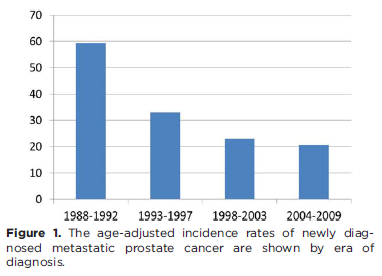 70
60
50
40
30
20
10
0
1988-1992 1993-1997 1998-2003 2004-2009
Figure 1. The age-adjusted incidence rates of newly diag-
nosed metastatic prostate cancer are shown by era of
diagnosis.